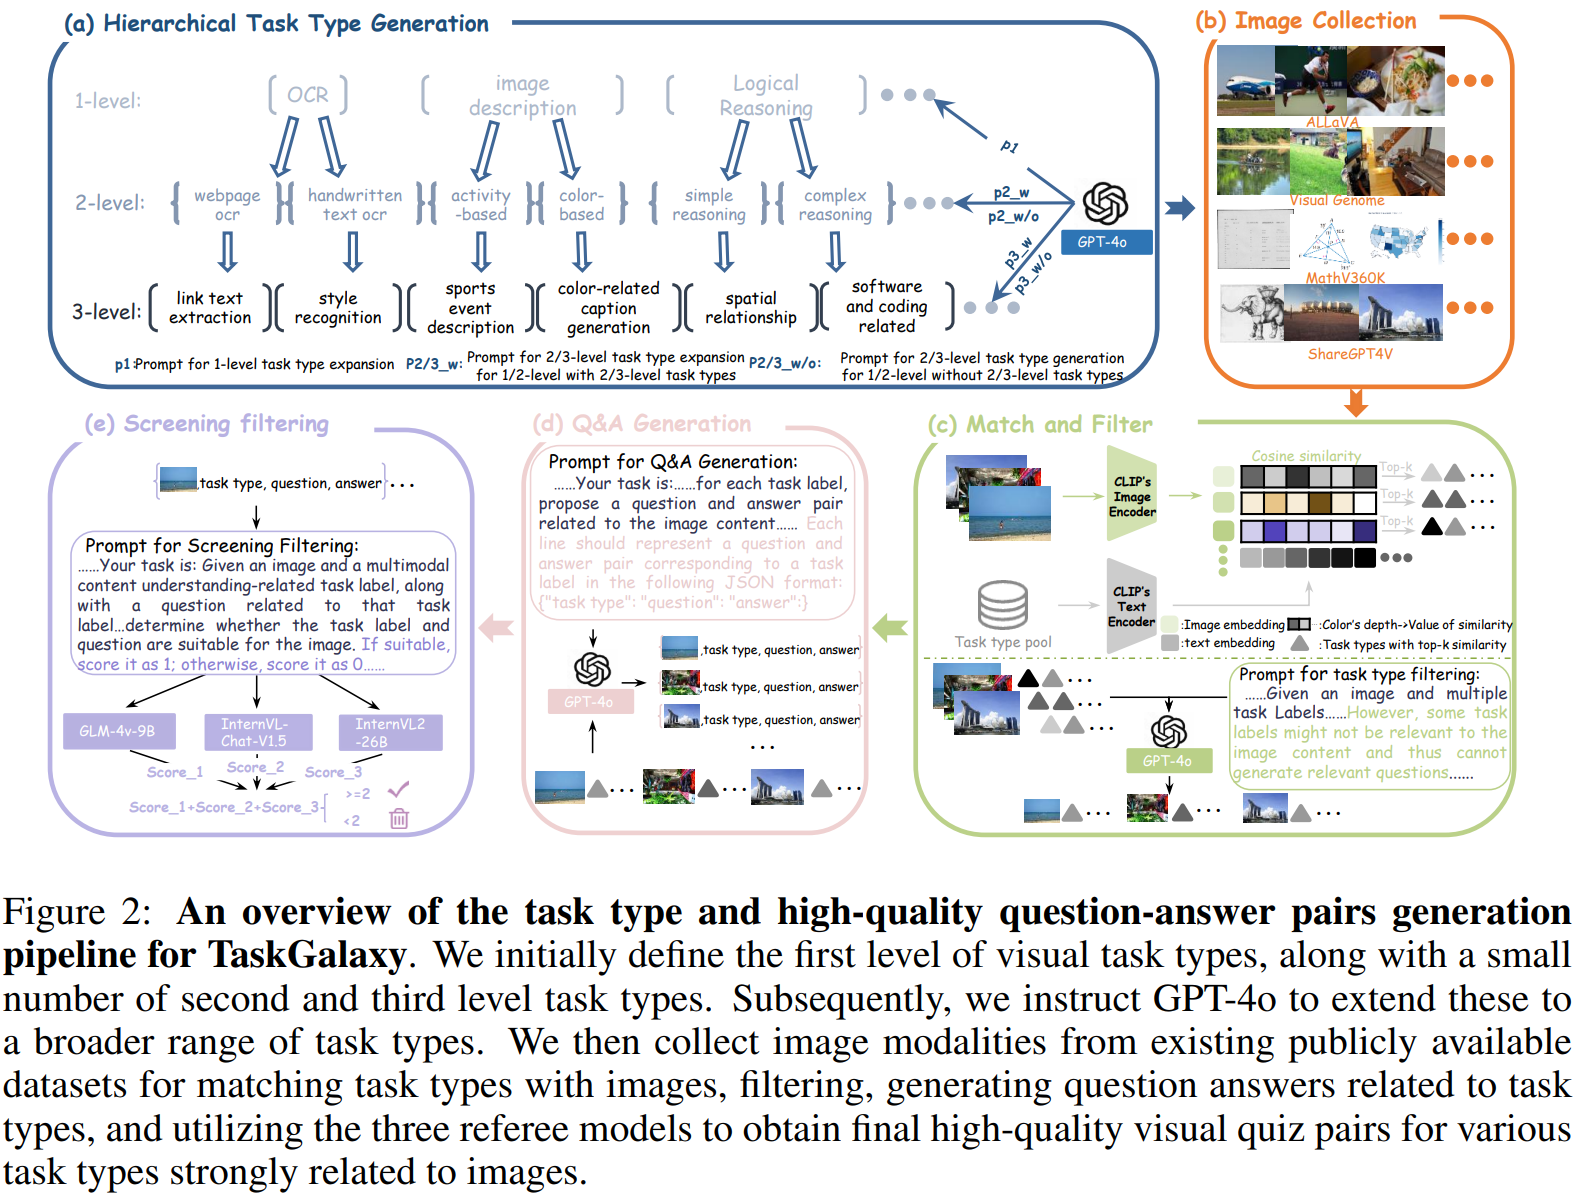 (a) Hierarchical Task Type Generation
1-level:
OCR
image
description
Logical
Reasoning
p1
2-level:
webpage
ocr
handwritten
text ocr
activity
-based
color-
based
simple
reasoning
complex
reasoning
p2_w
p2_w/o
GPT-4o
p3_w
p3_w/o
3-level:
link text
extraction
style
recognition
sports
event
description
color-related
caption
generation
spatial
relationship
software
and coding
related
p1:Prompt for 1-level task type expansion
P2/3_w: Prompt for 2/3-level task type expansion
for 1/2-level with 2/3-level task types
P2/3_w/o: Prompt for 2/3-level task type generation
for 1/2-level without 2/3-level task types
(b) Image Collection
ALLaVA
Visual Genome
MathV360K
ShareGPT4V
(c) Match and Filter
CLIP's
Image
Encoder
Cosine similarity
Top-k
Top-k
Top-k
Task type pool
CLIP's
Text
Encoder
:Image embedding
:Color's depth->Value of similarity
:text embedding
:Task types with top-k similarity
GPT-4o
Prompt for task type filtering:
......Given an image and multiple
task Labels......However, some task
labels might not be relevant to the
image content and thus cannot
generate relevant questions......
(d) Q&A Generation
Prompt for Q&A Generation:
......Your task is:......for each task label,
propose a question and answer pair
related to the image content...... Each
line should represent a question and
answer pair corresponding to a task
label in the following JSON format:
{"task type": "question": "answer":}
GPT-4o
,task type, question, answer
,task type, question, answer
,task type, question, answer
(e) Screening filtering
,task type, question, answer
Prompt for Screening Filtering:
......Your task is: Given an image and a multimodal
content understanding-related task label, along
with a question related to that task
label...determine whether the task label and
question are suitable for the image. If suitable,
score it as 1; otherwise, score it as 0......
GLM-4v-9B
InternVL-
Chat-V1.5
InternVL2
-26B
Score_1
Score_2
Score_3
Score_1+Score_2+Score_3
>=2
<2
Figure 2: An overview of the task type and high-quality question-answer pairs generation
pipeline for TaskGalaxy. We initially define the first level of visual task types, along with a small
number of second and third level task types. Subsequently, we instruct GPT-4o to extend these to
a broader range of task types. We then collect image modalities from existing publicly available
datasets for matching task types with images, filtering, generating question answers related to task
types, and utilizing the three referee models to obtain final high-quality visual quiz pairs for various
task types strongly related to images.